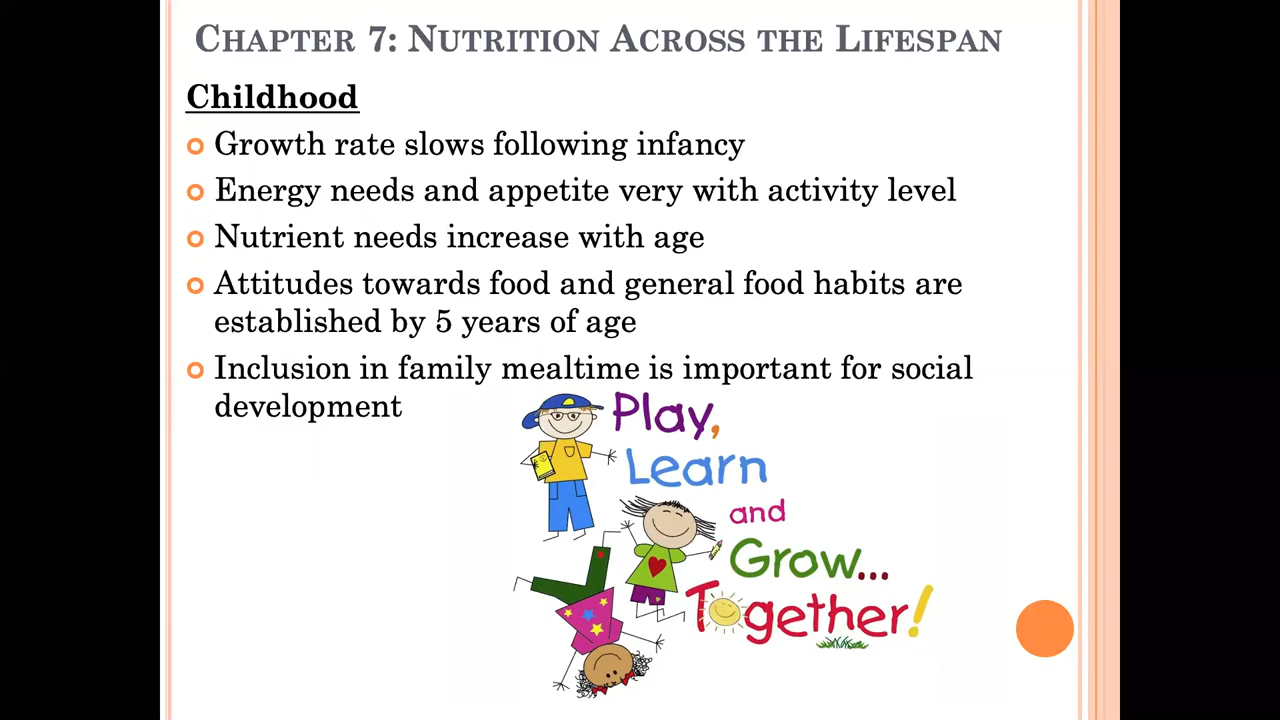 CHAPTER 7: NUTRITION ACROSS THE LIFESPAN
Childhood
Growth rate slows following infancy
Energy needs and appetite very with activity level
Nutrient needs increase with age
Attitudes towards food and general food habits are
established by 5 years of age
Inclusion in family mealtime is important for social
development
Play,
Learn
and
Grow...
Together!